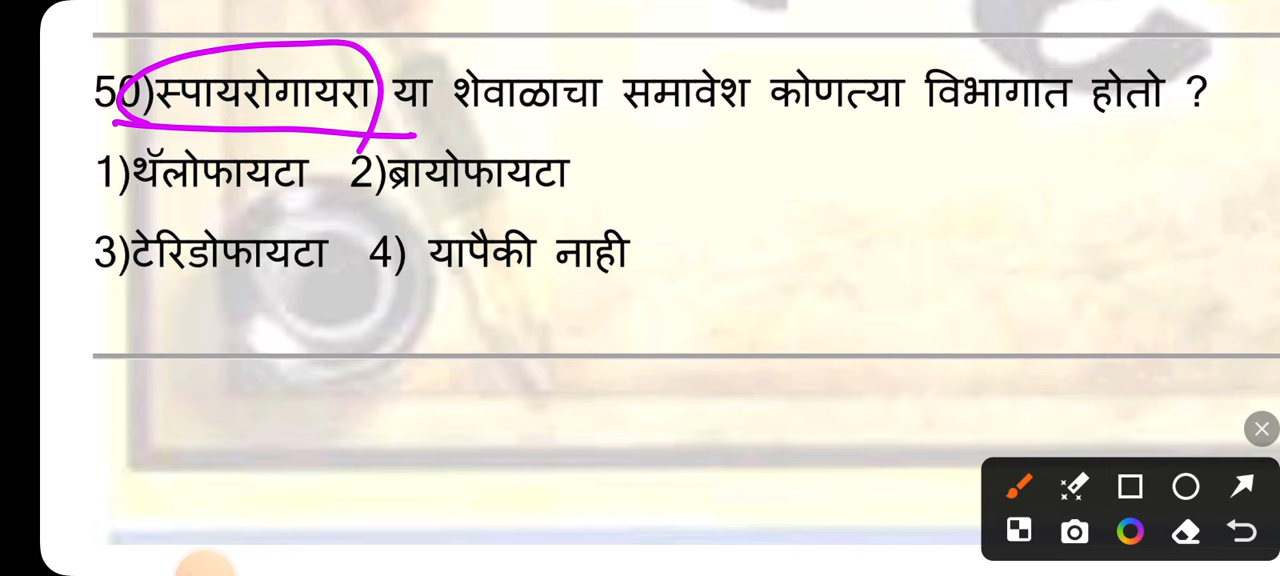 50)स्पायरोगायरा या शेवाळाचा समावेश कोणत्या विभागात होतो ?
1)थॅलोफायटा 2)ब्रायोफायटा
3)टेरिडोफायटा 4) यापैकी नाही